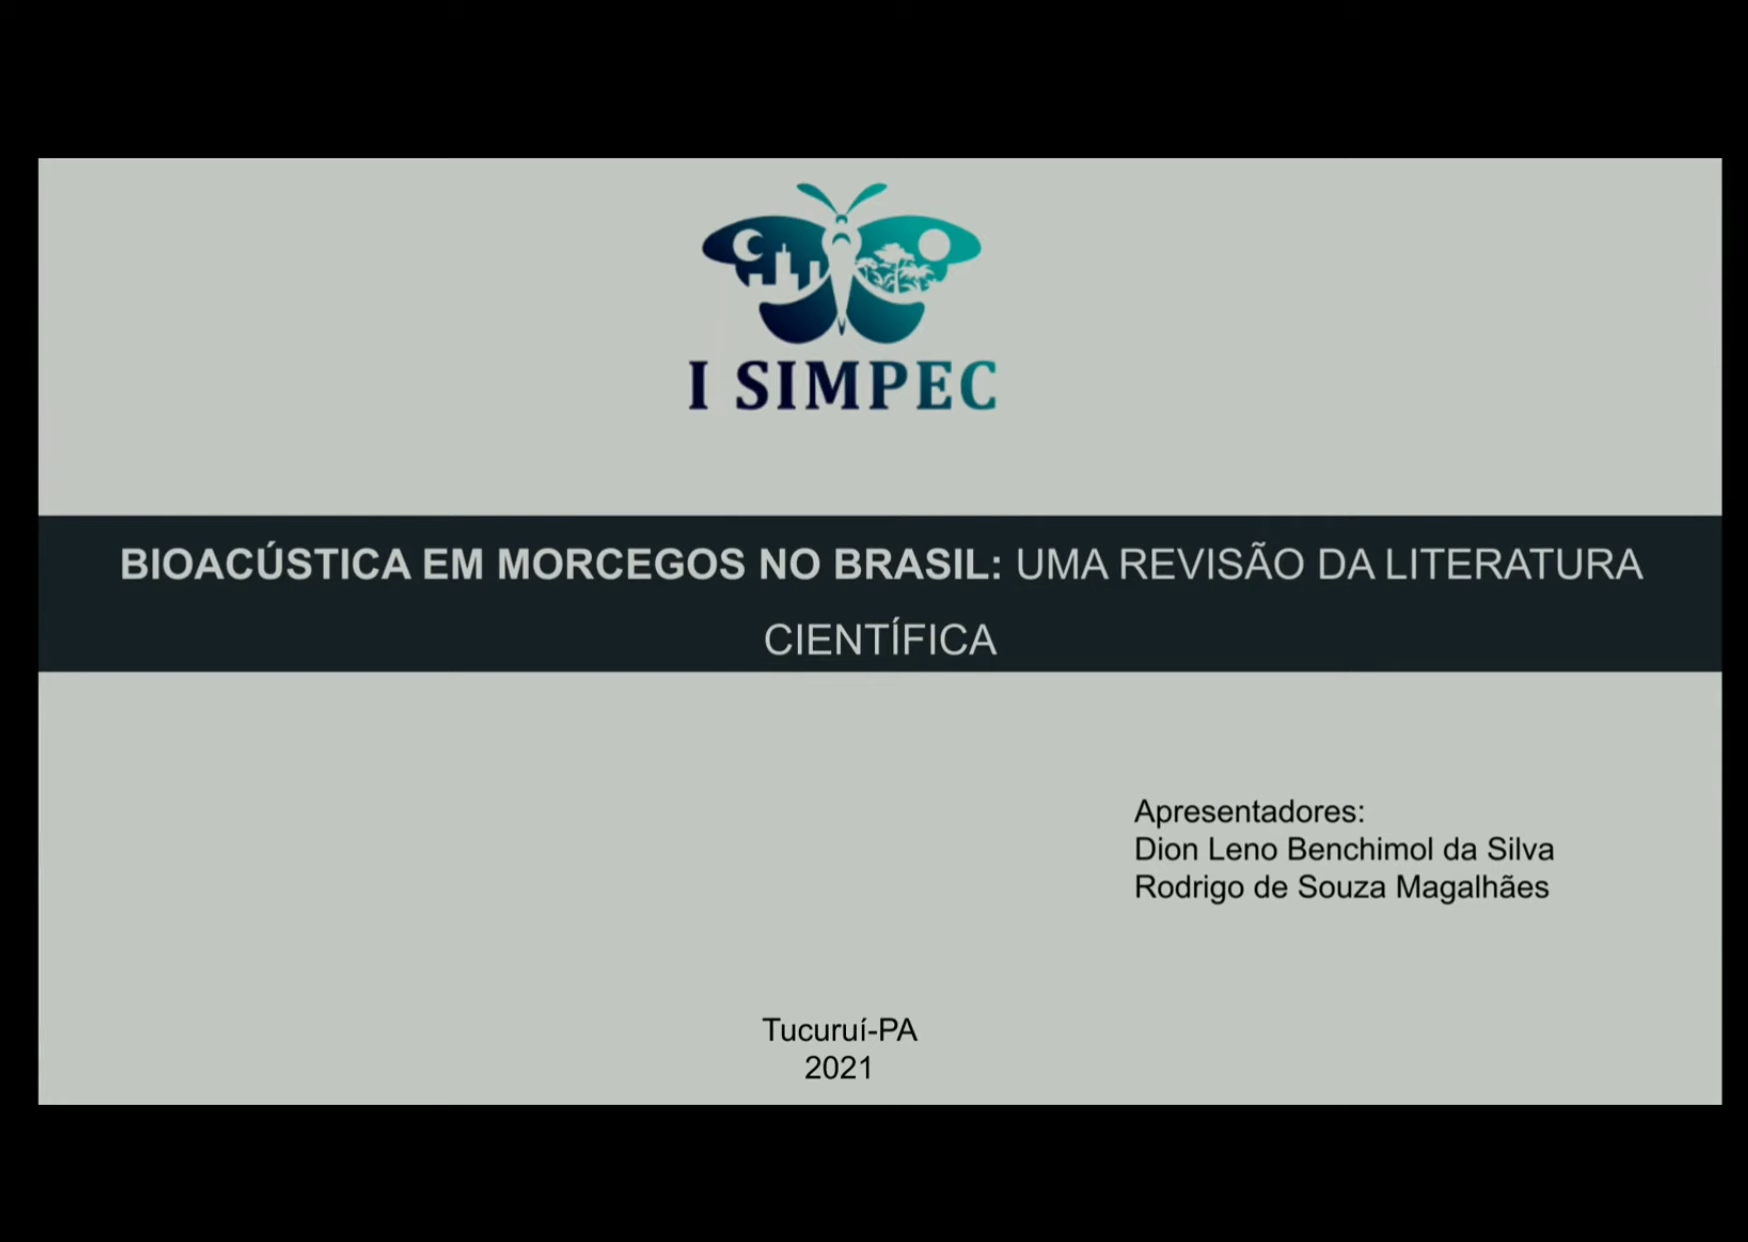 I SIMPEC
BIOACÚSTICA EM MORCEGOS NO BRASIL: UMA REVISÃO DA LITERATURA
CIENTÍFICA
Apresentadores:
Dion Leno Benchimol da Silva
Rodrigo de Souza Magalhães
Tucuruí-PA
2021